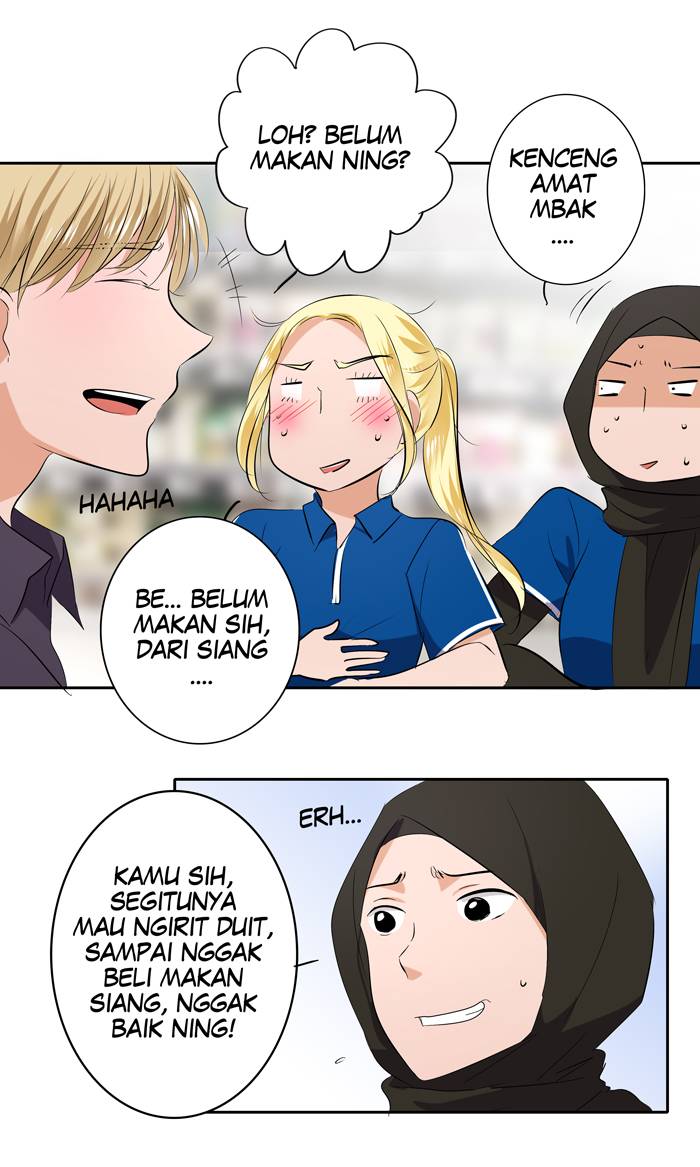 LOH? BELUM
MAKAN NING?
KENCENG
AMAT
MBAK
....
HAHAHA
BE... BELUM
MAKAN SIH,
DARI SIANG
....
ERH...
KAMU SIH,
SEGITUNYA
MAU NGIRIT DUIT,
SAMPAI NGGAK
BELI MAKAN
SIANG, NGGAK
BAIK NING!